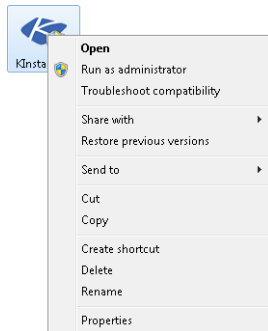 KInsta
Open
Run as administrator
Troubleshoot compatibility
Share with
Restore previous versions
Send to
Cut
Copy
Create shortcut
Delete
Rename
Properties